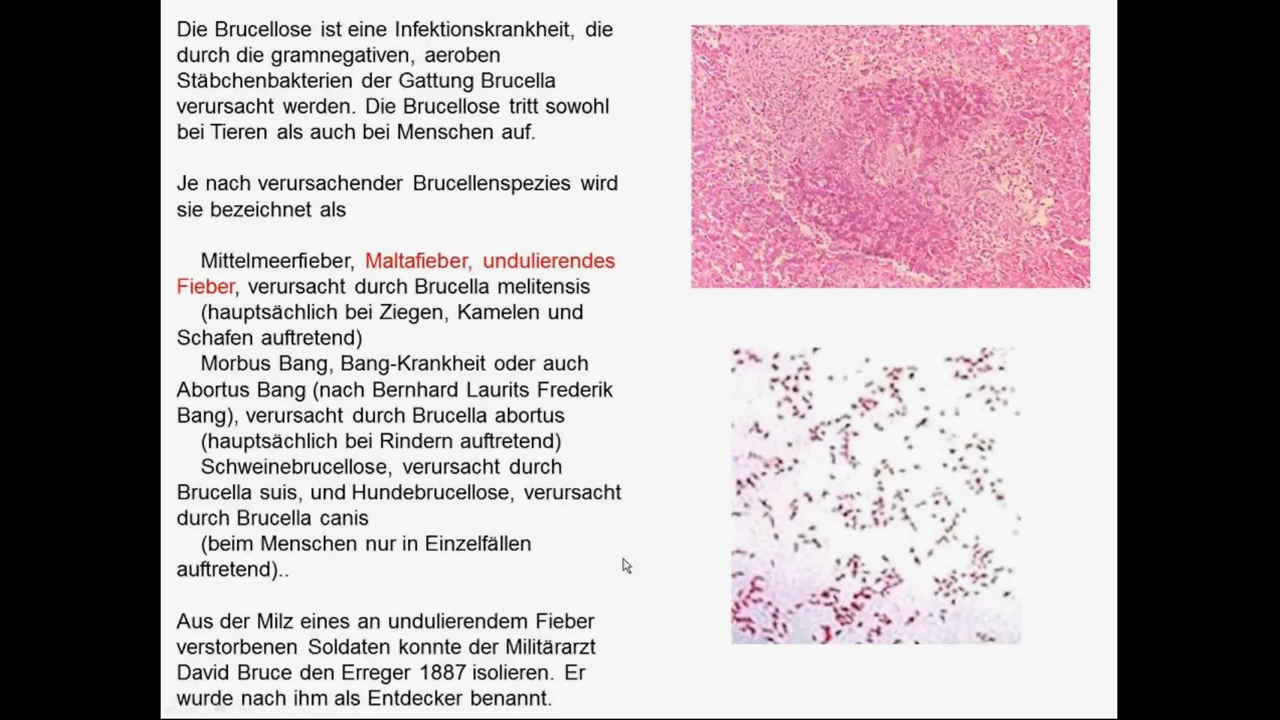 Die Brucellose ist eine Infektionskrankheit, die
durch die gramnegativen, aeroben
Stäbchenbakterien der Gattung Brucella
verursacht werden. Die Brucellose tritt sowohl
bei Tieren als auch bei Menschen auf.
Je nach verursachender Brucellenspezies wird
sie bezeichnet als
Mittelmeerfieber, Maltafieber, undulierendes
Fieber, verursacht durch Brucella melitensis
(hauptsächlich bei Ziegen, Kamelen und
Schafen auftretend)
Morbus Bang, Bang-Krankheit oder auch
Abortus Bang (nach Bernhard Laurits Frederik
Bang), verursacht durch Brucella abortus
(hauptsächlich bei Rindern auftretend)
Schweinebrucellose, verursacht durch
Brucella suis, und Hundebrucellose, verursacht
durch Brucella canis
(beim Menschen nur in Einzelfällen
auftretend)..
Aus der Milz eines an undulierendem Fieber
verstorbenen Soldaten konnte der Militärarzt
David Bruce den Erreger 1887 isolieren. Er
wurde nach ihm als Entdecker benannt.